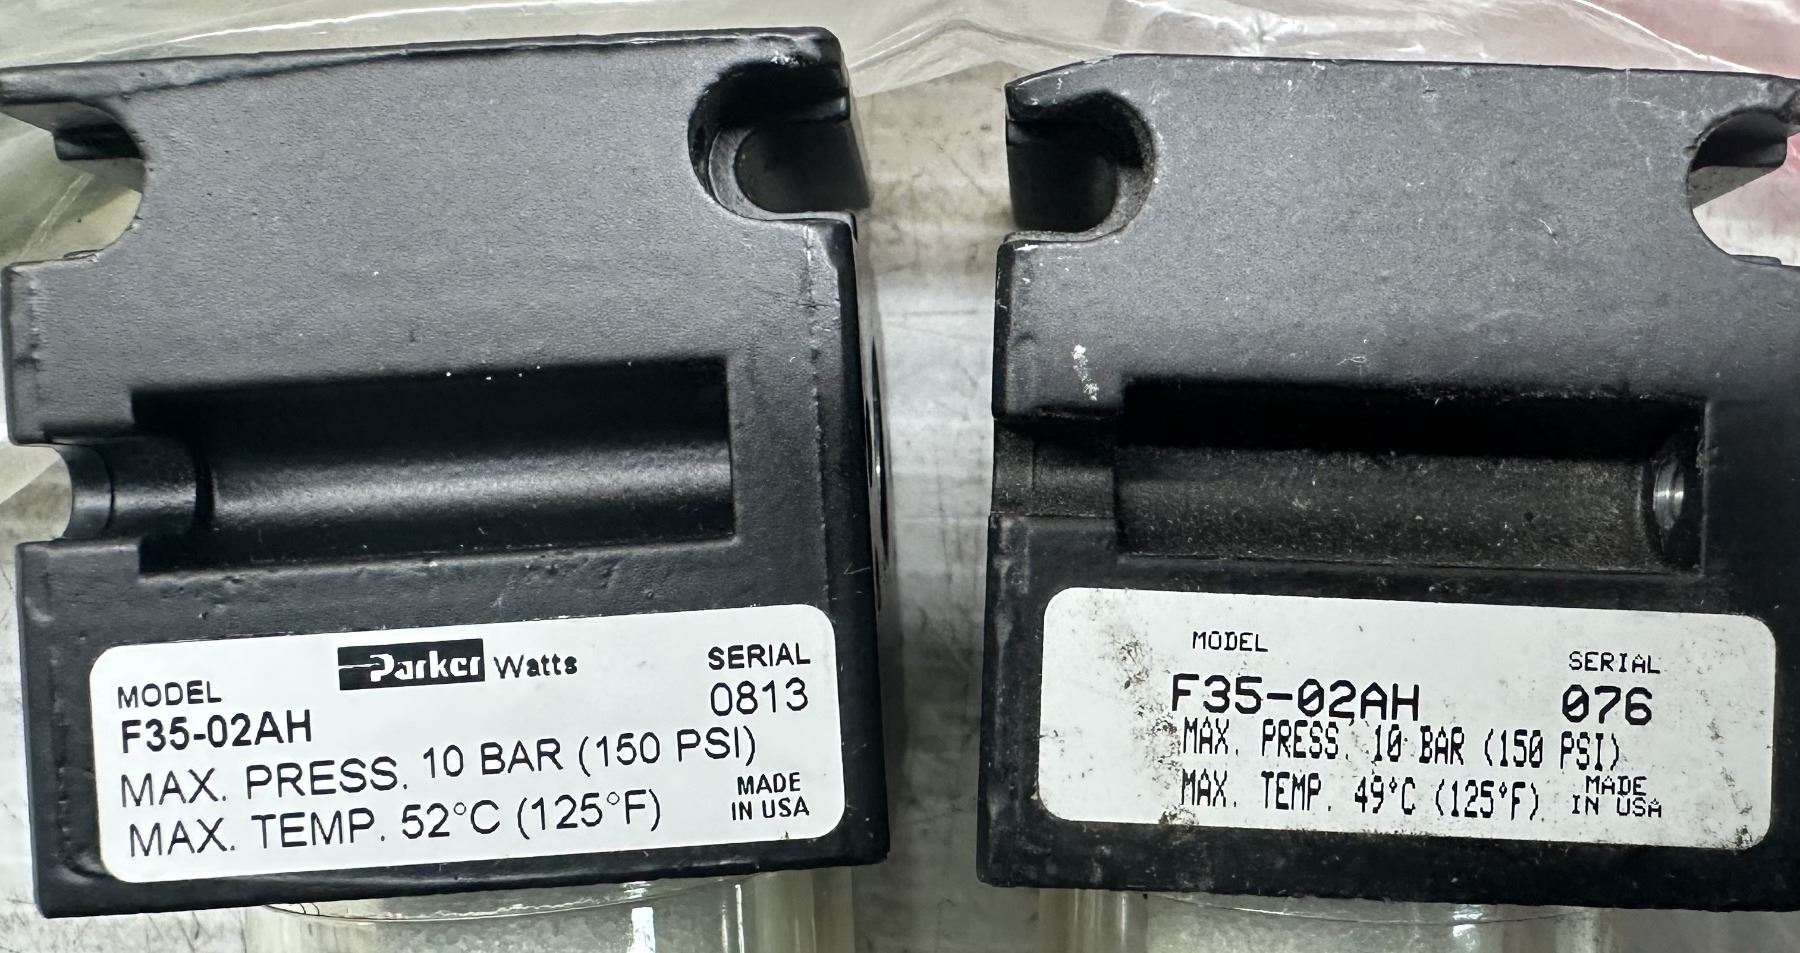 Parker Watts
MODEL
SERIAL
F35-02AH
0813
MAX. PRESS. 10 BAR (150 PSI)
MAX. TEMP. 52°C (125°F)
MADE
IN USA
MODEL
SERIAL
F35-02AH
076
MAX. PRESS. 10 BAR (150 PSI)
MAX. TEMP. 49°C (125°F)
MADE
IN USA